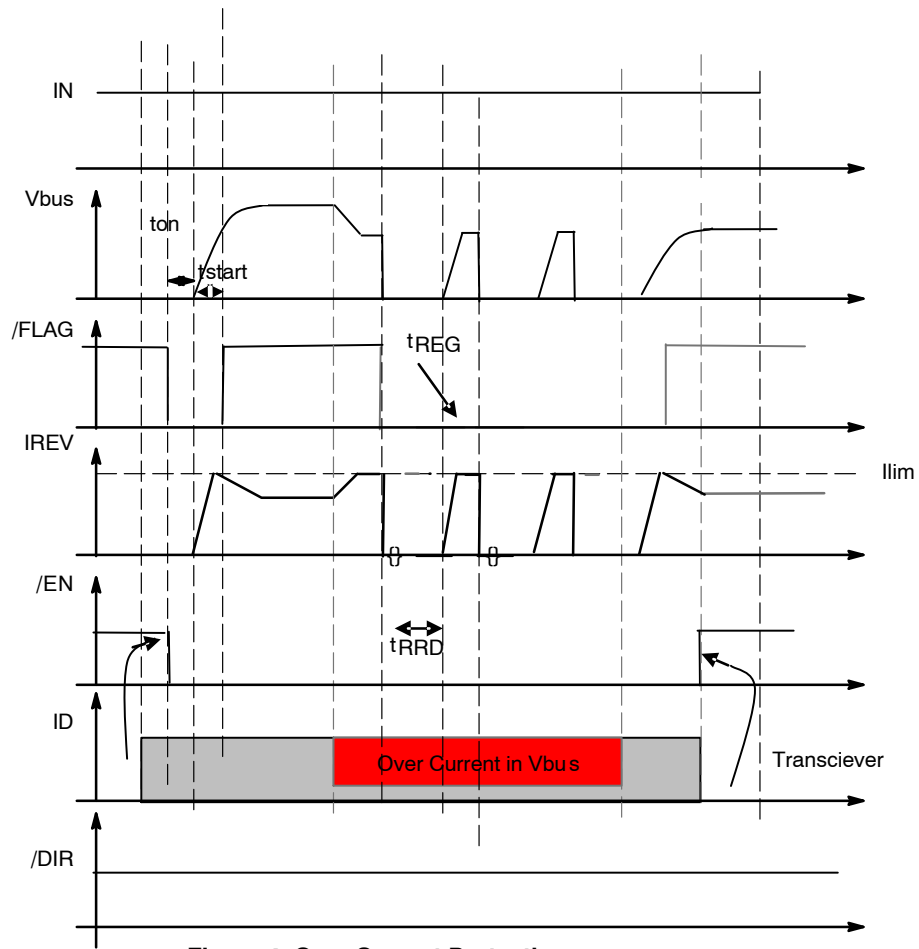 IN
Vbus
ton
tstart
/FLAG
tREG
IREV
Ilim
{}
{}
/EN
tRRD
ID
Over Current in Vbus
Transciever
/DIR